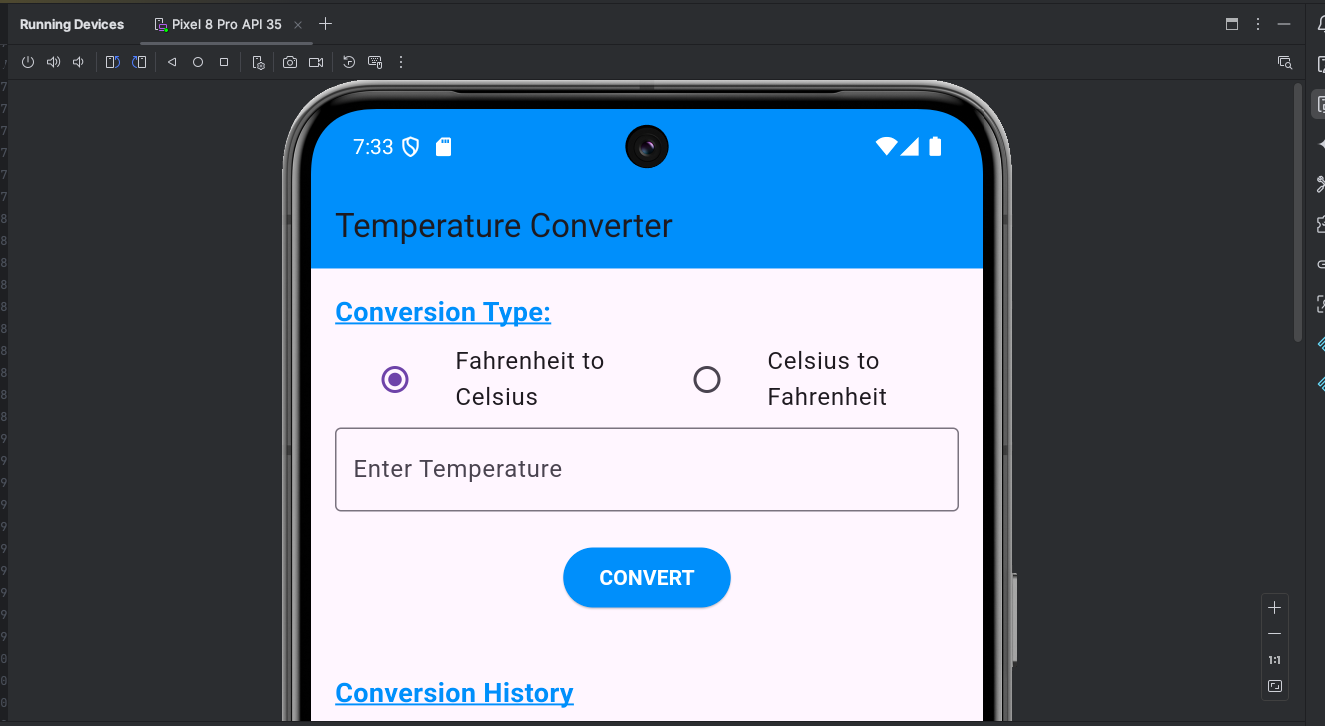 Running Devices Pixel 8 Pro API 35
7:33
Temperature Converter
Conversion Type:
Fahrenheit to
Celsius
Celsius to
Fahrenheit
Enter Temperature
CONVERT
Conversion History
1:1